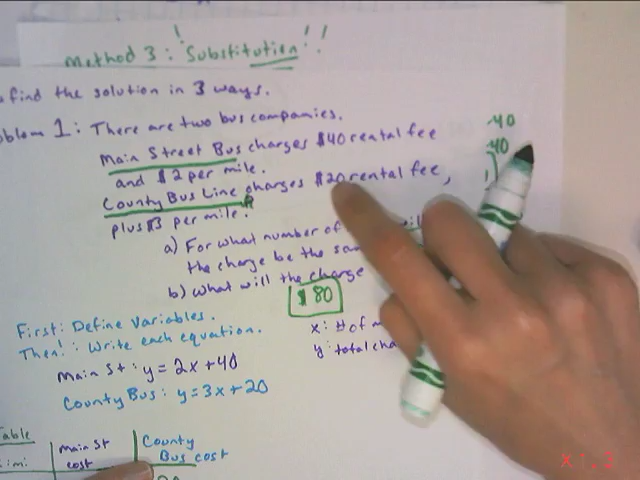 Method 3: Substitution!!
find the solution in 3 ways.
Problem 1: There are two bus companies.
Main Street Bus charges $40 rental fee
and $2 per mile.
County Bus Line charges $20 rental fee,
plus $3 per mile.
a) For what number of
the charge be the sam
b) What will the charge
$80
-40
-40
First: Define Variables.
Then!: Write each equation.
x: # of m
y: total cha
Main St: y=2x+40
County Bus: y=3x+20
Table
Main St
cost
County
Bus cost